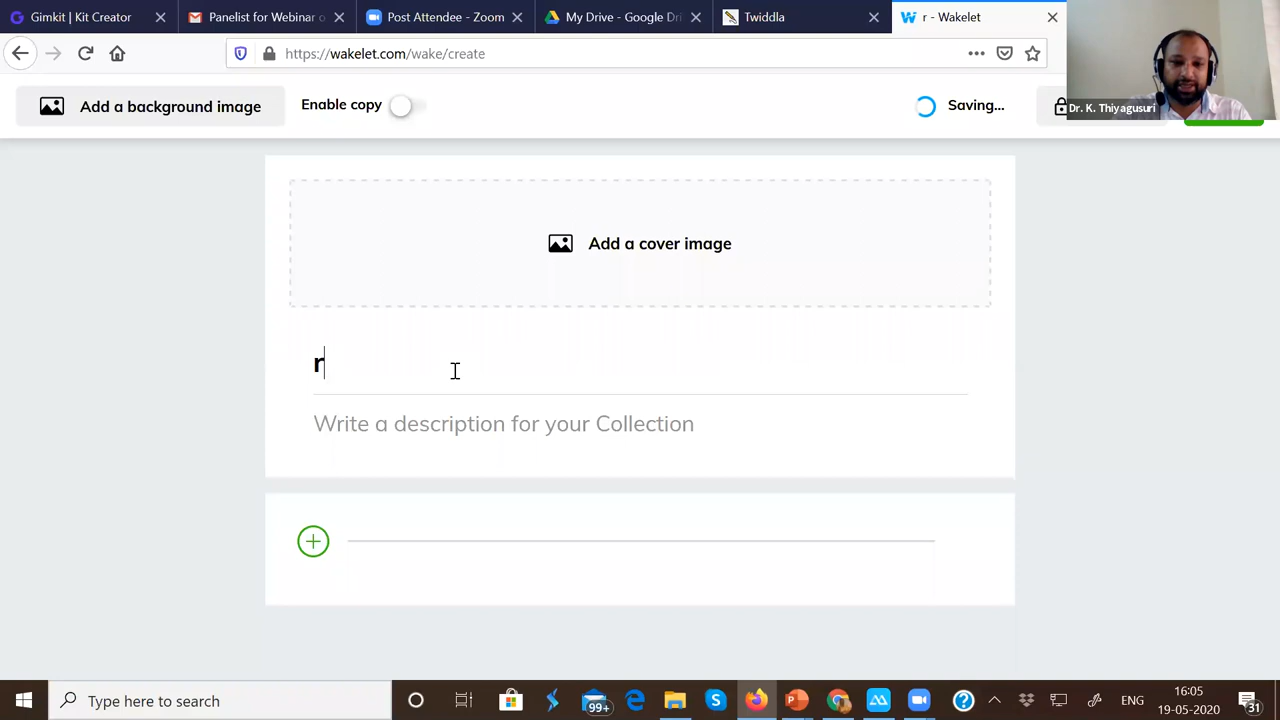 Gimkit | Kit Creator
Panelist for Webinar o
Post Attendee - Zoom
My Drive - Google Dri
Twiddla
r - Wakelet
https://wakelet.com/wake/create
Add a background image
Enable copy
Saving...
Dr. K. Thiyagusuri
Add a cover image
r
Write a description for your Collection
Type here to search
99+
ENG
16:05
19-05-2020
31